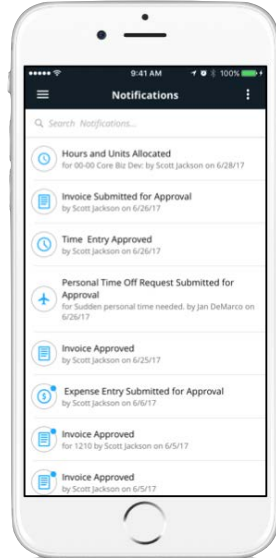 9:41 AM 100%
Notifications
Search Notifications...
Hours and Units Allocated
for 00-00 Core Biz Dev: by Scott Jackson on 6/28/17
Invoice Submitted for Approval
by Scott Jackson on 6/26/17
Time Entry Approved
by Scott Jackson on 6/26/17
Personal Time Off Request Submitted for
Approval
for Sudden personal time needed. by Jan DeMarco on
6/26/17
Invoice Approved
by Scott Jackson on 6/25/17
Expense Entry Submitted for Approval
by Scott Jackson on 6/6/17
Invoice Approved
for 1210 by Scott Jackson on 6/5/17
Invoice Approved
by Scott Jackson on 6/5/17